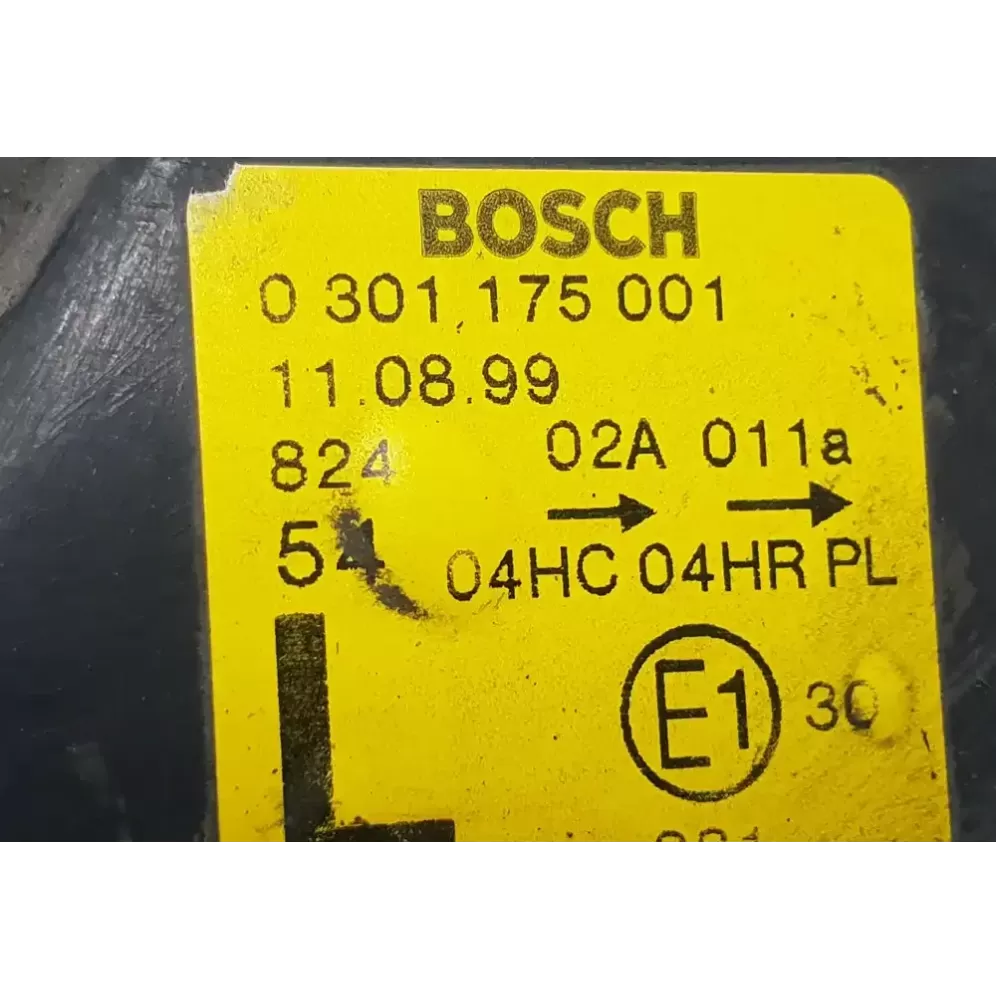 BOSCH
0 301 175 001
11.08.99
824 02A 011a
→ →
54 04HC 04HR PL
E1 30
L